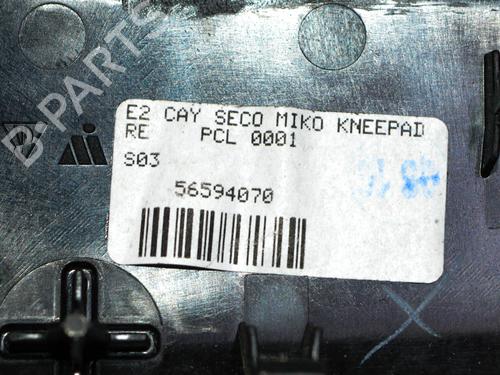 B-PARTS
E2 CAY SECO MIKO KNEEPAD
RE PCL 0001
S03
56594070